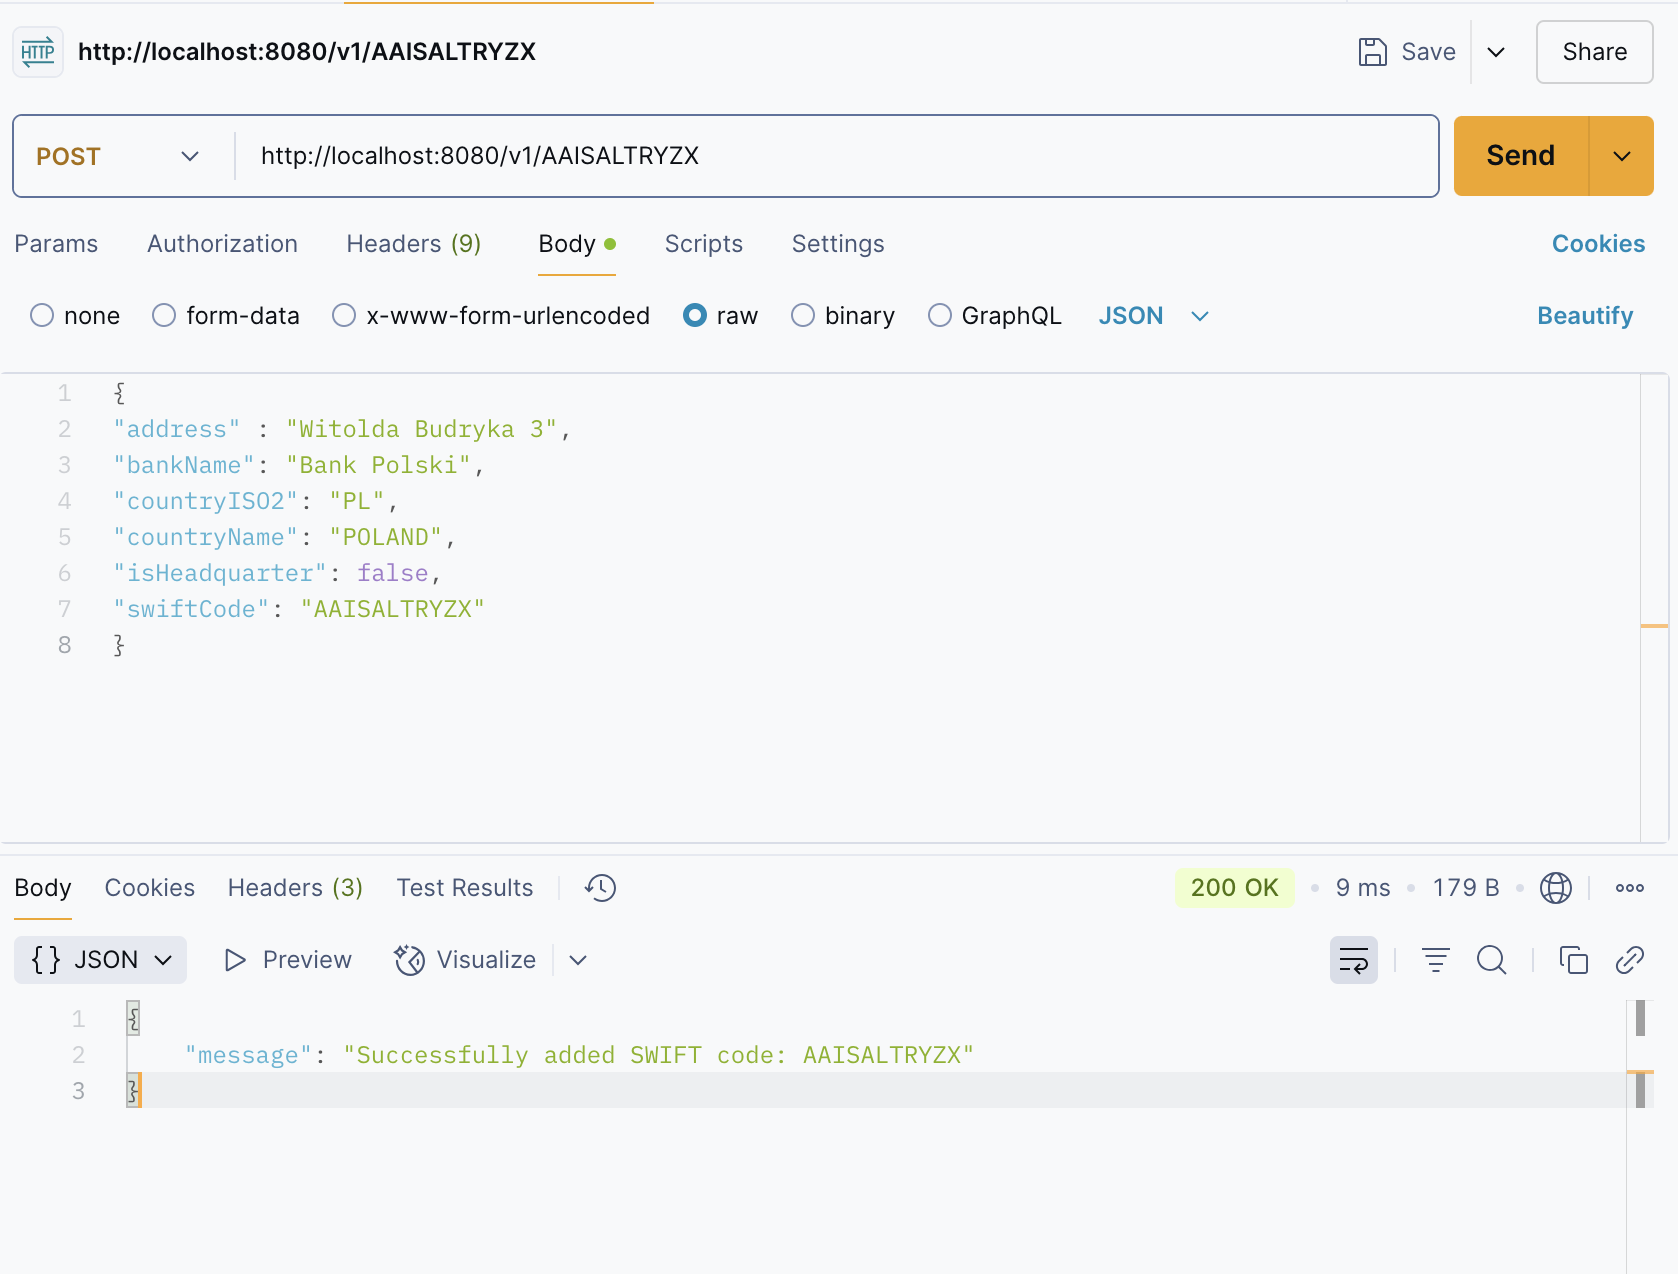 HTTP http://localhost:8080/v1/AAISALTRYZX Save Share
POST http://localhost:8080/v1/AAISALTRYZX Send
Params Authorization Headers (9) Body Scripts Settings Cookies
none form-data x-www-form-urlencoded raw binary GraphQL JSON Beautify
1 {
2 "address" : "Witolda Budryka 3",
3 "bankName": "Bank Polski",
4 "countryISO2": "PL",
5 "countryName": "POLAND",
6 "isHeadquarter": false,
7 "swiftCode": "AAISALTRYZX"
8 }
Body Cookies Headers (3) Test Results 200 OK • 9 ms • 179 B •
{} JSON Preview Visualize
1 {
2 "message": "Successfully added SWIFT code: AAISALTRYZX"
3 }